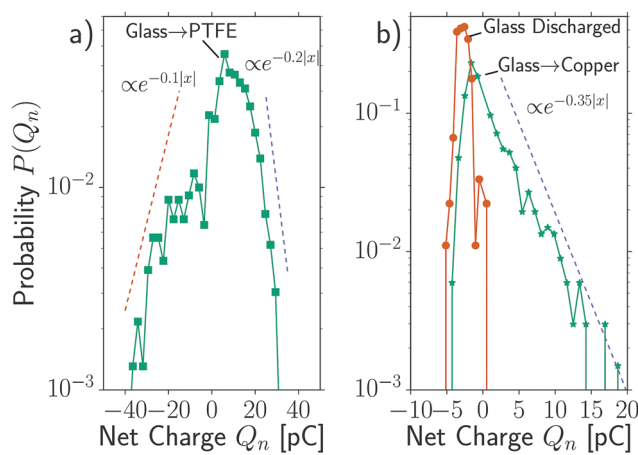 a)
Glass→PTFE
∝e^{-0.1|x|}
∝e^{-0.2|x|}
10^{-2}
10^{-3}
Probability P(Q_n)
−40 −20 0 20 40
Net Charge Q_n [pC]
b)
Glass Discharged
Glass→Copper
∝e^{-0.35|x|}
10^{-1}
10^{-2}
10^{-3}
−10 −5 0 5 10 15 20
Net Charge Q_n [pC]